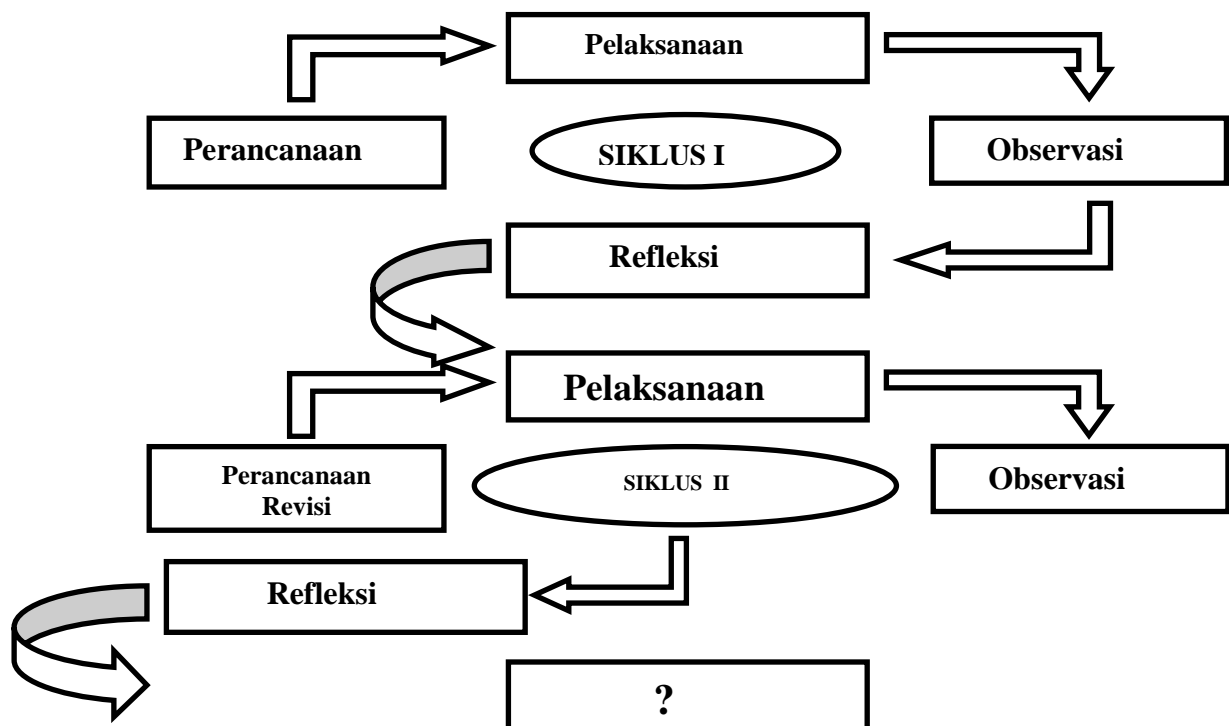 Pelaksanaan
Perancanaan
SIKLUS I
Observasi
Refleksi
Pelaksanaan
Perancanaan
Revisi
SIKLUS II
Observasi
Refleksi
?